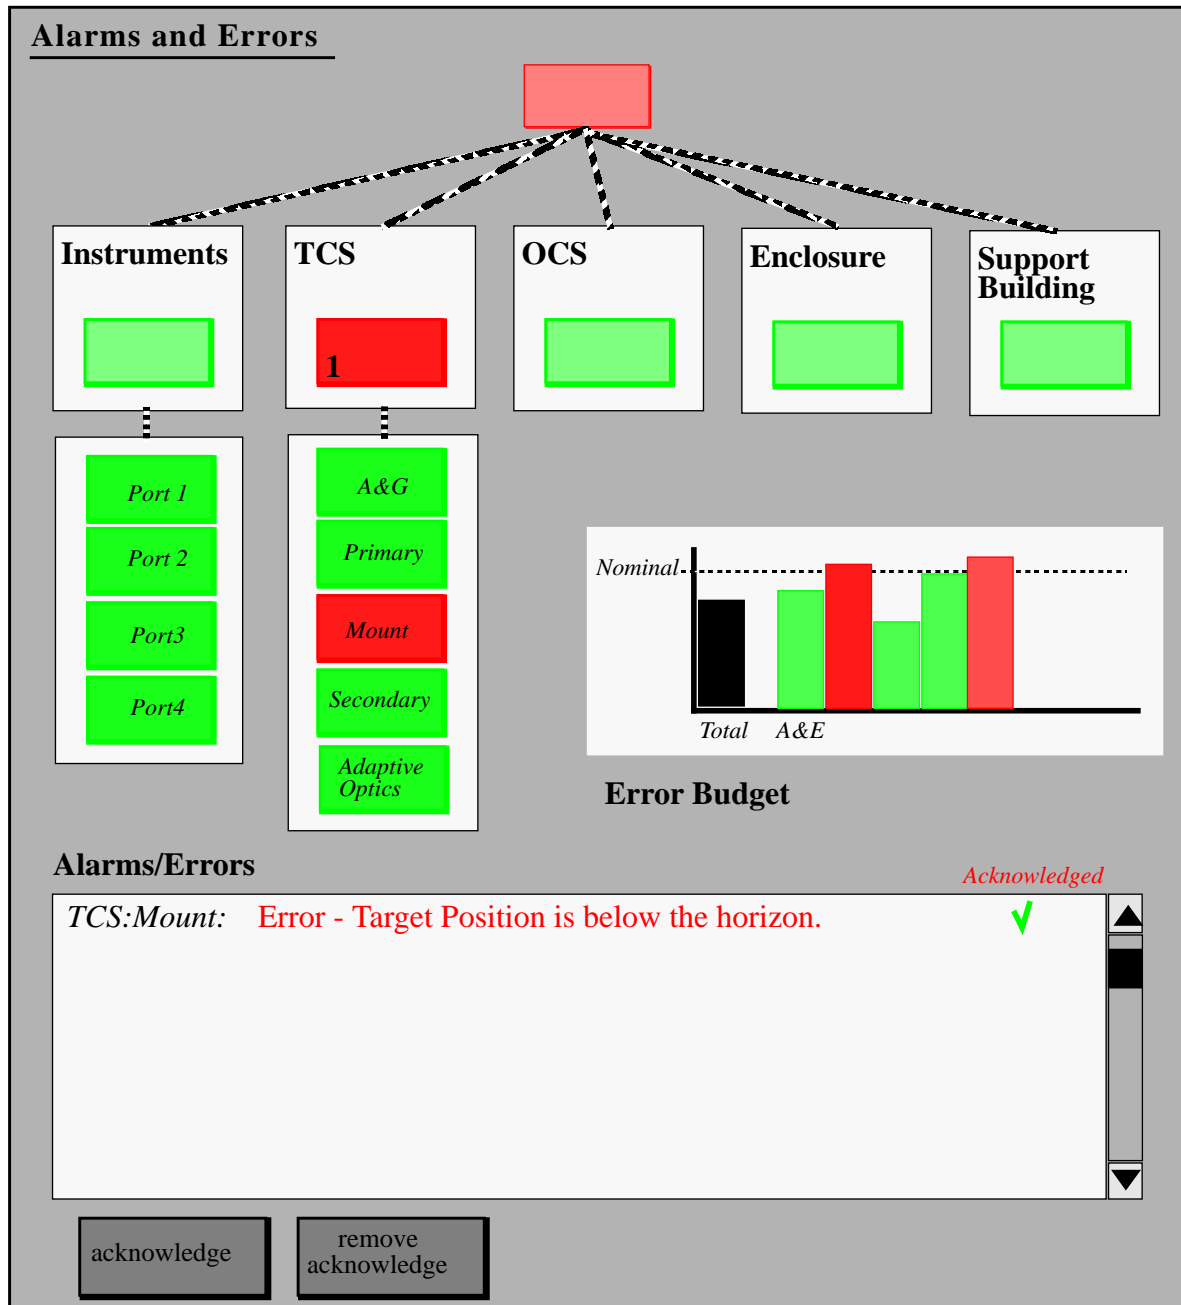 Alarms and Errors
Instruments
TCS
OCS
Enclosure
Support
Building
1
Port 1
Port 2
Port3
Port4
A&G
Primary
Mount
Secondary
Adaptive
Optics
Nominal
Total
A&E
Error Budget
Alarms/Errors
Acknowledged
TCS:Mount: Error - Target Position is below the horizon.
acknowledge
remove
acknowledge